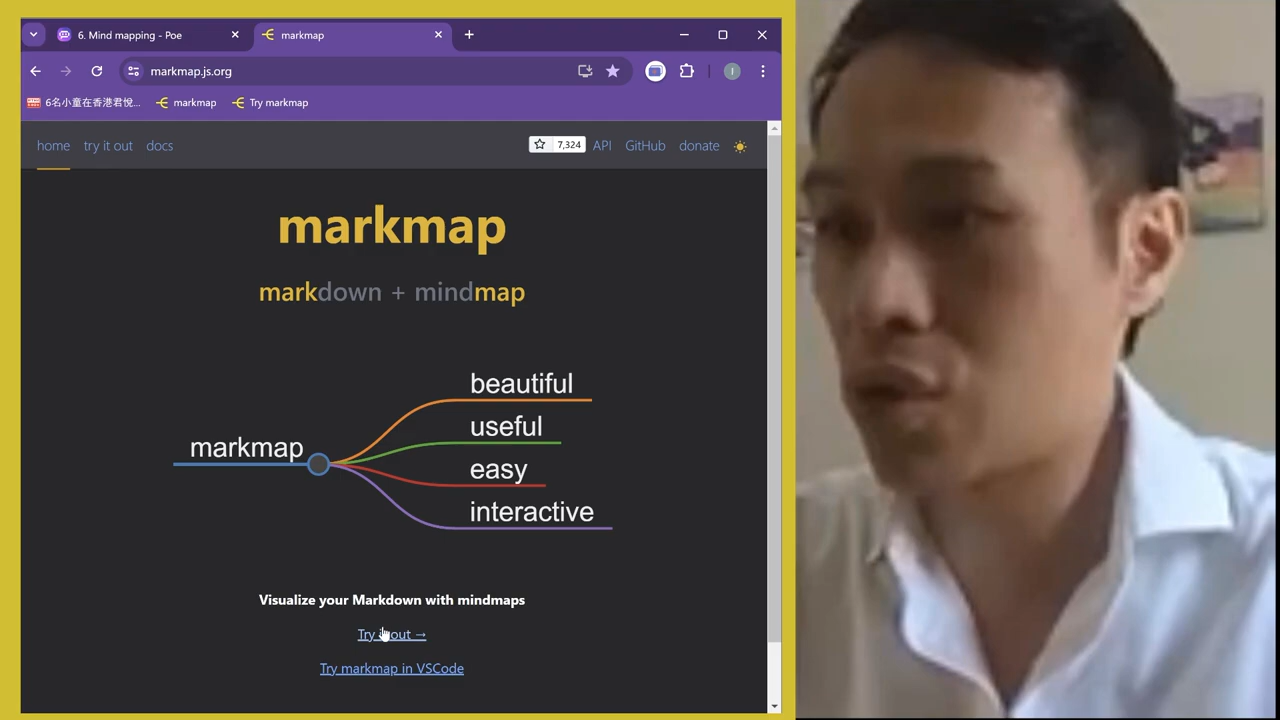 6. Mind mapping - Poe
markmap
markmap.js.org
6名小童在香港君悅...
markmap
Try markmap
home
try it out
docs
7,324
API
GitHub
donate
markmap
markdown + mindmap
markmap
beautiful
useful
easy
interactive
Visualize your Markdown with mindmaps
Try it out →
Try markmap in VSCode